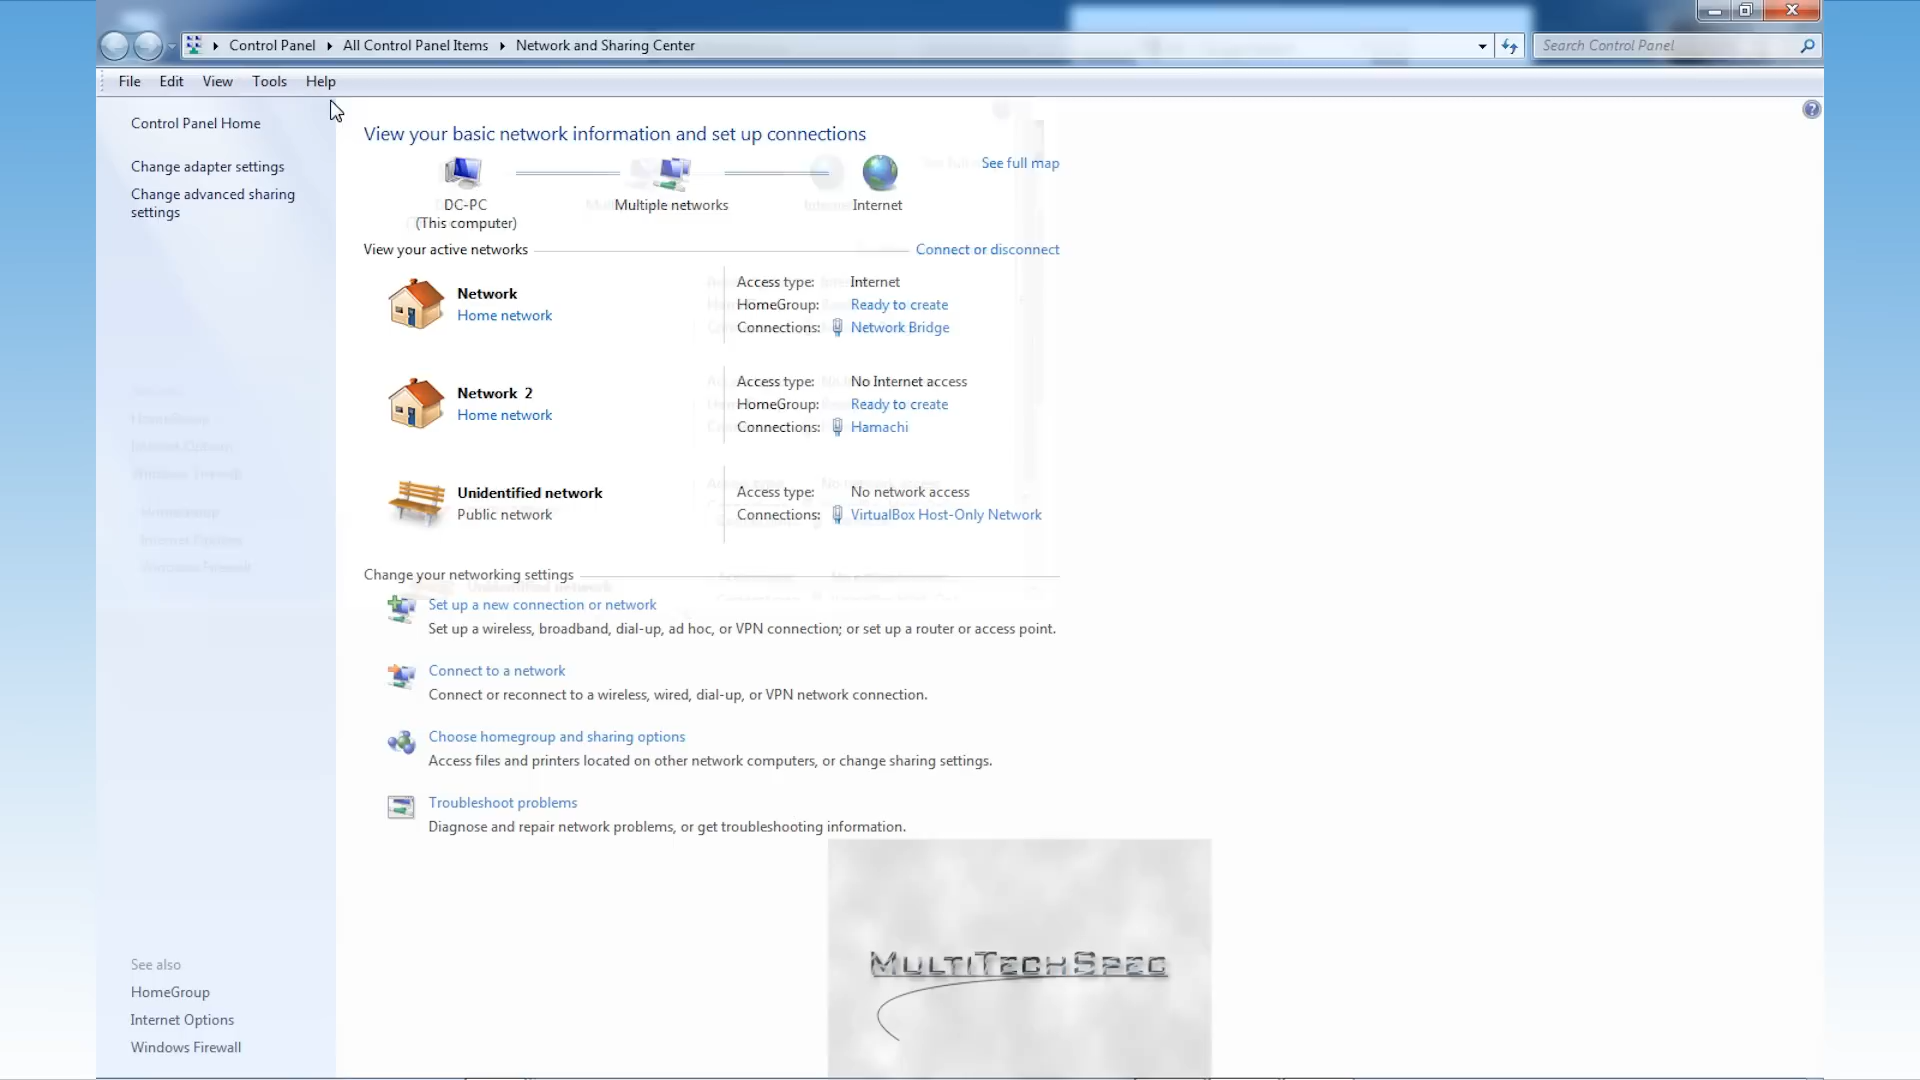 Control Panel
All Control Panel Items
Network and Sharing Center
Search Control Panel
File
Edit
View
Tools
Help
Control Panel Home
Change adapter settings
Change advanced sharing
settings
View your basic network information and set up connections
See full map
DC-PC
(This computer)
Multiple networks
Internet
View your active networks
Connect or disconnect
Network
Home network
Access type: Internet
HomeGroup: Ready to create
Connections: Network Bridge
Network 2
Home network
Access type: No Internet access
HomeGroup: Ready to create
Connections: Hamachi
Unidentified network
Public network
Access type: No network access
Connections: VirtualBox Host-Only Network
Change your networking settings
Set up a new connection or network
Set up a wireless, broadband, dial-up, ad hoc, or VPN connection; or set up a router or access point.
Connect to a network
Connect or reconnect to a wireless, wired, dial-up, or VPN network connection.
Choose homegroup and sharing options
Access files and printers located on other network computers, or change sharing settings.
Troubleshoot problems
Diagnose and repair network problems, or get troubleshooting information.
See also
HomeGroup
Internet Options
Windows Firewall
MultiTechSpec